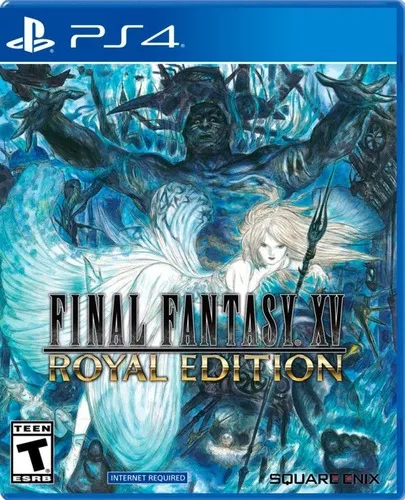 PS4
FINAL FANTASY XV
ROYAL EDITION
TEEN
T
ESRB
INTERNET REQUIRED
SQUARE ENIX